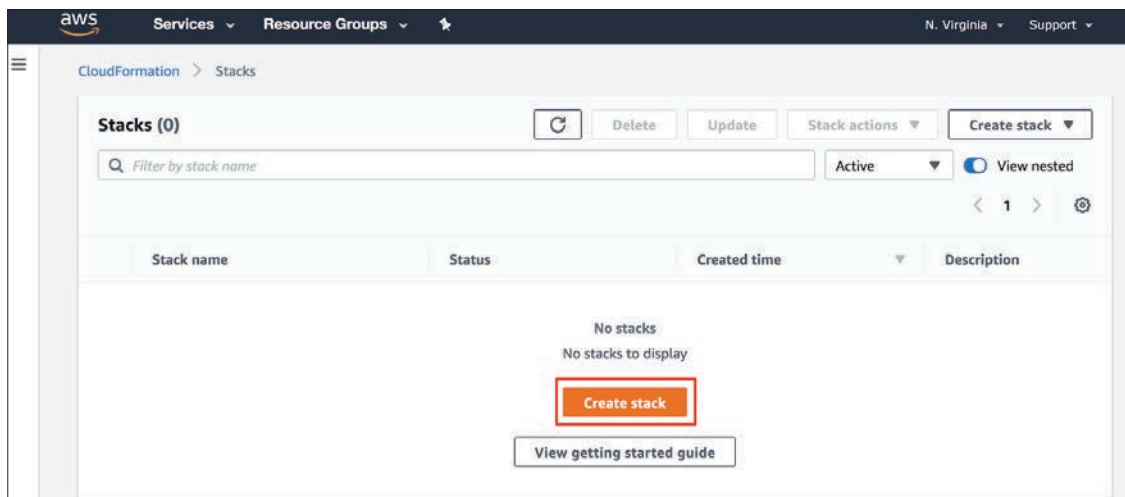 aws Services Resource Groups N. Virginia Support
CloudFormation > Stacks
Stacks (0) Delete Update Stack actions Create stack
Filter by stack name Active View nested
< 1 >
Stack name Status Created time Description
No stacks
No stacks to display
Create stack
View getting started guide